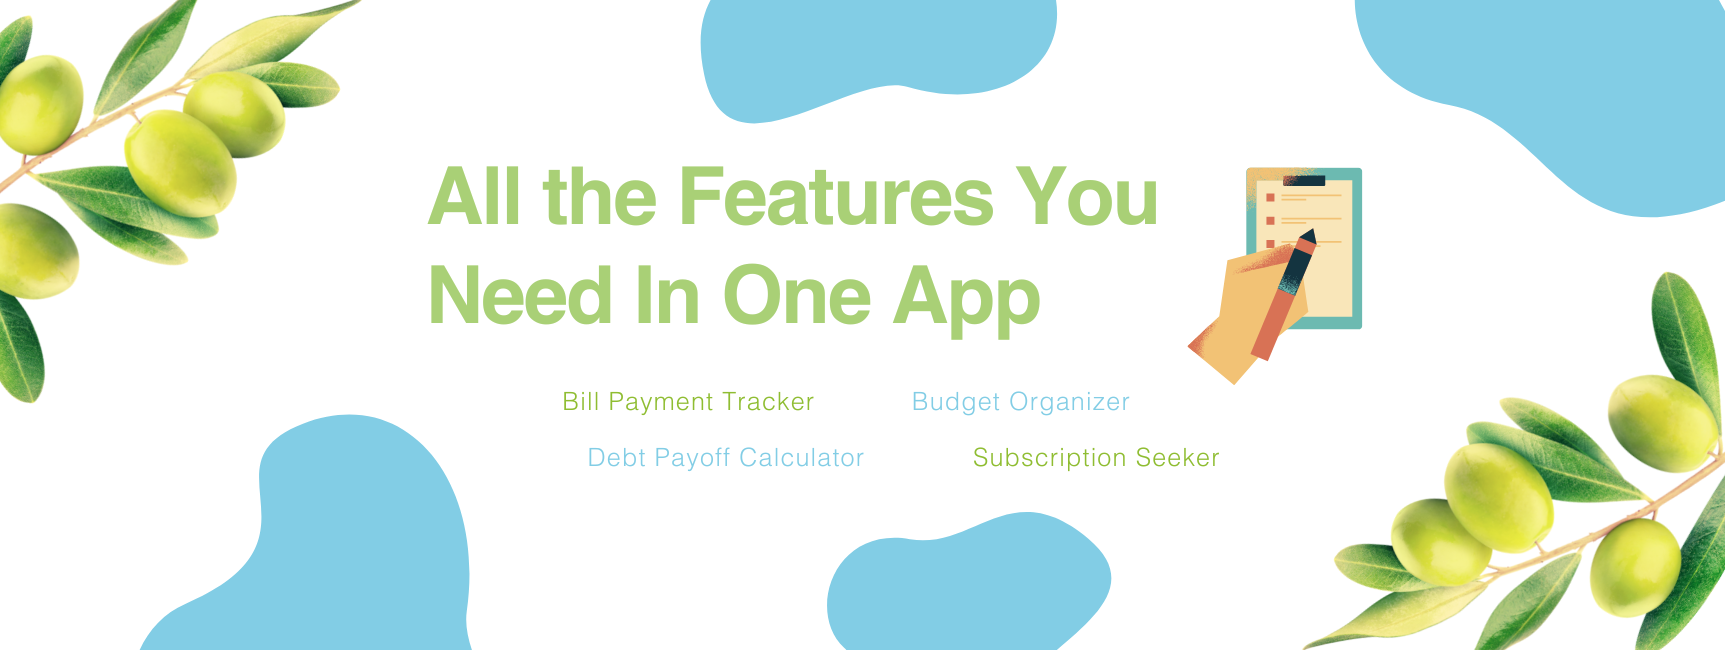 All the Features You
Need In One App
Bill Payment Tracker
Budget Organizer
Debt Payoff Calculator
Subscription Seeker